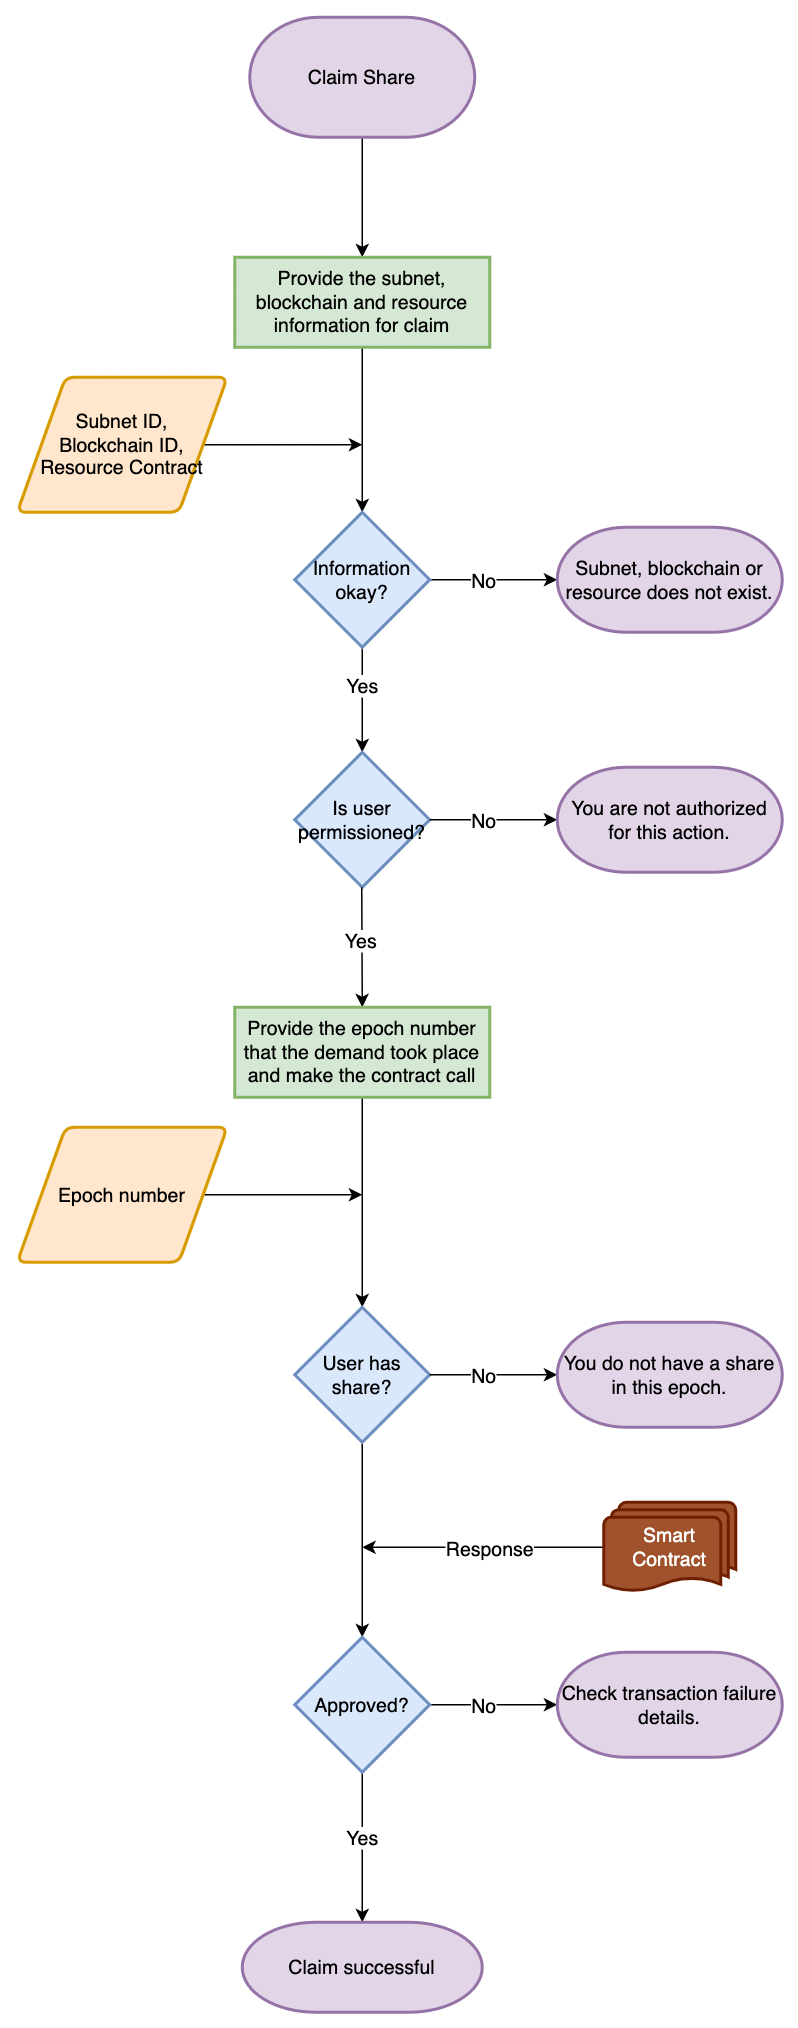 Claim Share
Provide the subnet,
blockchain and resource
information for claim
Subnet ID,
Blockchain ID,
Resource Contract
Information
okay?
No
Subnet, blockchain or
resource does not exist.
Yes
Is user
permissioned?
No
You are not authorized
for this action.
Yes
Provide the epoch number
that the demand took place
and make the contract call
Epoch number
User has
share?
No
You do not have a share
in this epoch.
Response
Smart
Contract
Approved?
No
Check transaction failure
details.
Yes
Claim successful